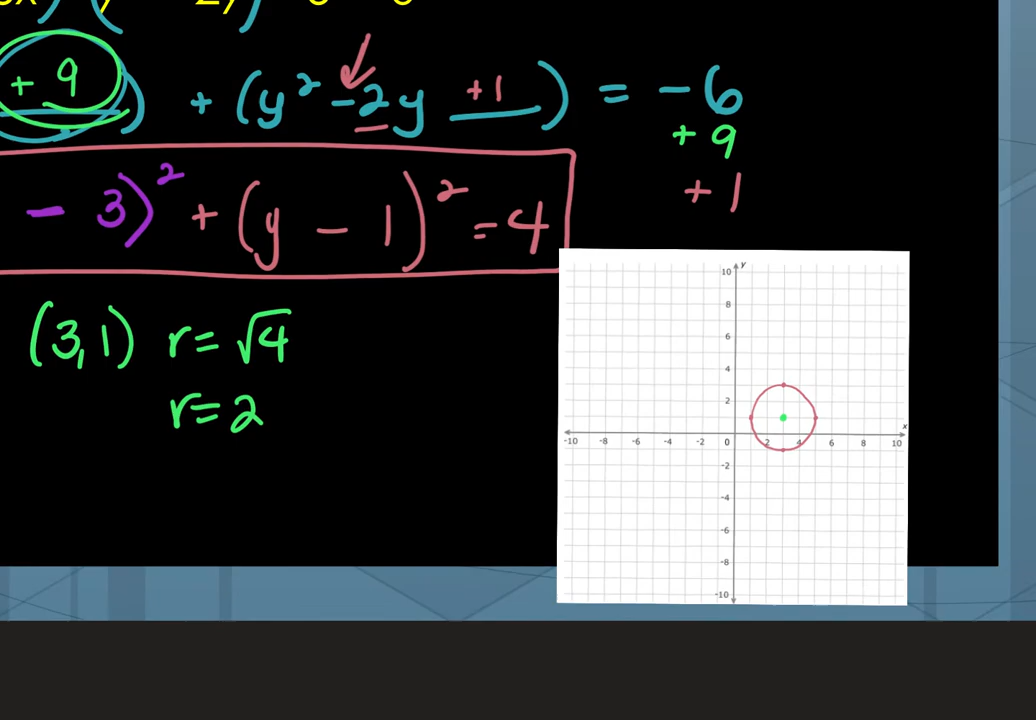 + 9 ) + (y² -2y +1 ) = -6
+ 9
+ 1
- 3)² + (y - 1)² = 4
(3,1) r = √4
r = 2
y
10
8
6
4
2
x
-10 -8 -6 -4 -2 0 2 4 6 8 10
-2
-4
-6
-8
-10